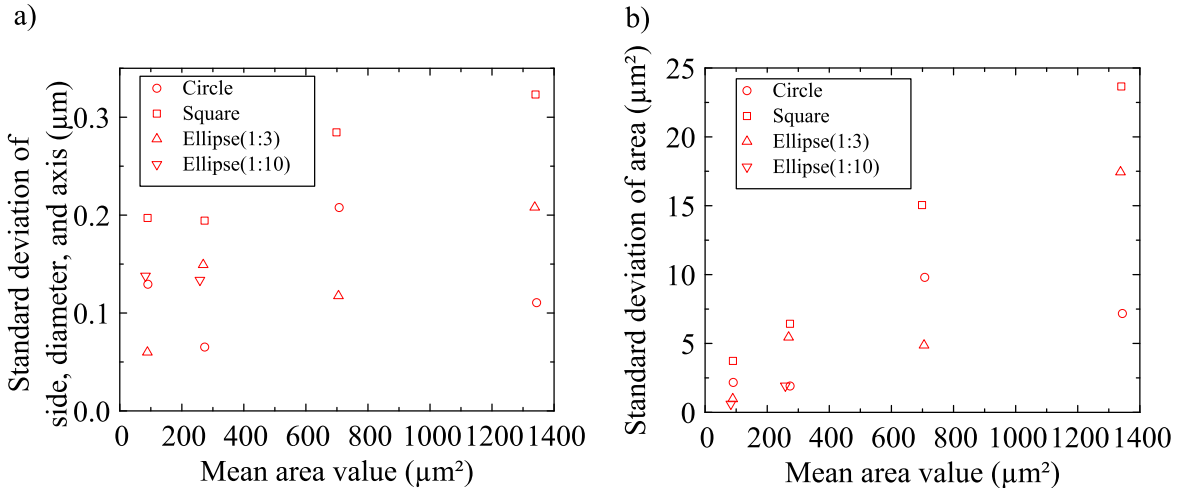 a)
Standard deviation of
side, diameter, and axis (μm)
0.3
0.2
0.1
0.0
Circle
Square
Ellipse(1:3)
Ellipse(1:10)
0 200 400 600 800 1000 1200 1400
Mean area value (μm²)
b)
Standard deviation of area (μm²)
25
20
15
10
5
0
Circle
Square
Ellipse(1:3)
Ellipse(1:10)
0 200 400 600 800 1000 1200 1400
Mean area value (μm²)